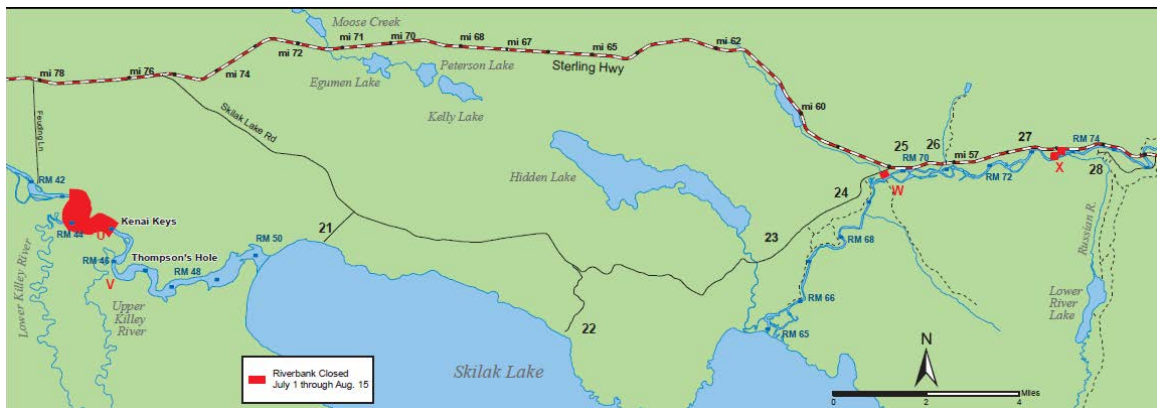 Moose Creek
mi 71
mi 70
mi 68
mi 67
mi 65
mi 62
mi 72
Sterling Hwy
Peterson Lake
Egumen Lake
mi 78
mi 76
mi 74
Kelly Lake
mi 60
Skilak Lake Rd
Feuding Ln
25
26
27
RM 74
RM 70
mi 57
X
28
RM 72
W
Hidden Lake
24
RM 42
Kenai Keys
U
RM 44
21
23
RM 68
Russian R.
RM 50
RM 46
Thompson's Hole
RM 48
V
Lower Killey River
Upper
Killey
River
RM 66
Lower
River
Lake
22
RM 65
N
Skilak Lake
Riverbank Closed
July 1 through Aug. 15
Miles
0
2
4